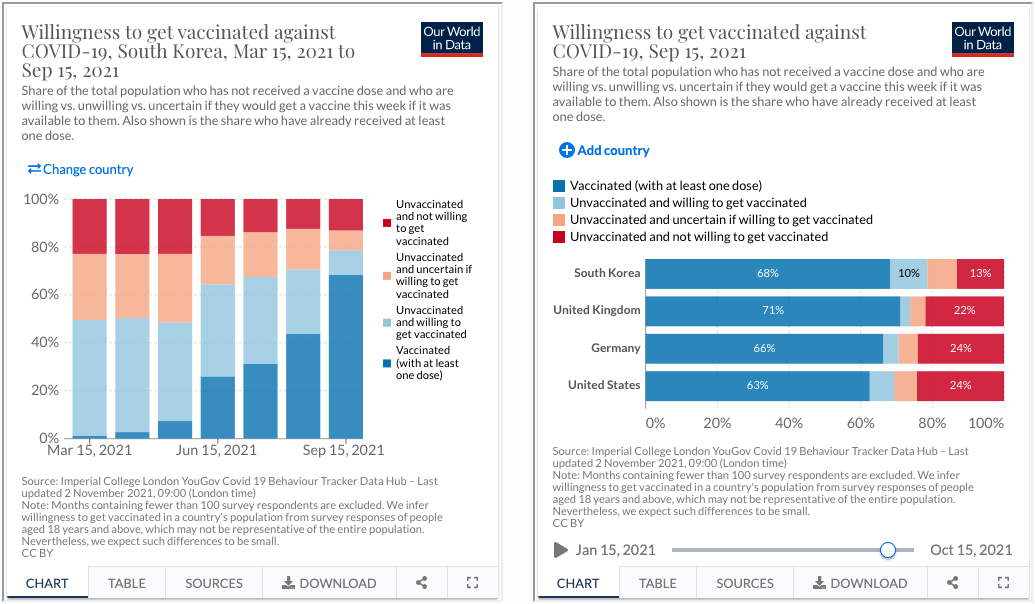 Willingness to get vaccinated against
COVID-19, South Korea, Mar 15, 2021 to
Sep 15, 2021
Our World
in Data
Share of the total population who has not received a vaccine dose and who are
willing vs. unwilling vs. uncertain if they would get a vaccine this week if it was
available to them. Also shown is the share who have already received at least
one dose.
Change country
100%
80%
60%
40%
20%
0%
Mar 15, 2021
Jun 15, 2021
Sep 15, 2021
Unvaccinated
and not willing
to get
vaccinated
Unvaccinated
and uncertain if
willing to get
vaccinated
Unvaccinated
and willing to
get vaccinated
Vaccinated
(with at least
one dose)
Source: Imperial College London YouGov Covid 19 Behaviour Tracker Data Hub – Last
updated 2 November 2021, 09:00 (London time)
Note: Months containing fewer than 100 survey respondents are excluded. We infer
willingness to get vaccinated in a country's population from survey responses of people
aged 18 years and above, which may not be representative of the entire population.
Nevertheless, we expect such differences to be small.
CC BY
CHART
TABLE
SOURCES
DOWNLOAD
Willingness to get vaccinated against
COVID-19, Sep 15, 2021
Our World
in Data
Share of the total population who has not received a vaccine dose and who are
willing vs. unwilling vs. uncertain if they would get a vaccine this week if it was
available to them. Also shown is the share who have already received at least
one dose.
Add country
Vaccinated (with at least one dose)
Unvaccinated and willing to get vaccinated
Unvaccinated and uncertain if willing to get vaccinated
Unvaccinated and not willing to get vaccinated
South Korea 68% 10% 13%
United Kingdom 71% 22%
Germany 66% 24%
United States 63% 24%
0% 20% 40% 60% 80% 100%
Source: Imperial College London YouGov Covid 19 Behaviour Tracker Data Hub – Last
updated 2 November 2021, 09:00 (London time)
Note: Months containing fewer than 100 survey respondents are excluded. We infer
willingness to get vaccinated in a country's population from survey responses of people
aged 18 years and above, which may not be representative of the entire population.
Nevertheless, we expect such differences to be small.
CC BY
Jan 15, 2021
Oct 15, 2021
CHART
TABLE
SOURCES
DOWNLOAD